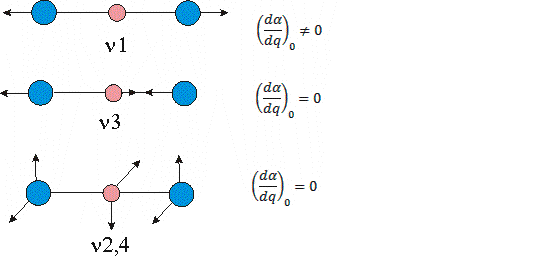 ν1
(dα/dq)₀ ≠ 0
ν3
(dα/dq)₀ = 0
ν2,4
(dα/dq)₀ = 0